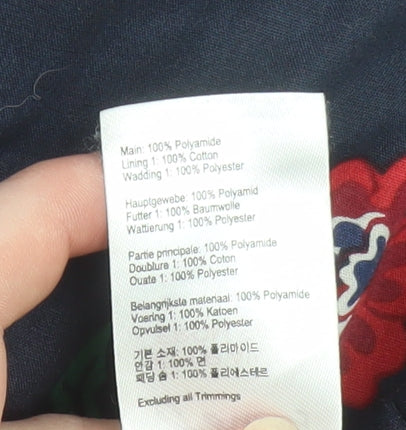 Main: 100% Polyamide
Lining 1: 100% Cotton
Wadding 1: 100% Polyester
Hauptgewebe: 100% Polyamid
Futter 1: 100% Baumwolle
Wattierung 1: 100% Polyester
Partie principale: 100% Polyamide
Doublure 1: 100% Coton
Ouate 1: 100% Polyester
Belangrijkste materiaal: 100% Polyamide
Voering 1: 100% Katoen
Opvulsel 1: 100% Polyester
기본 소재: 100% 폴리아미드
안감 1: 100% 면
패딩 솜 1: 100% 폴리에스테르
Excluding all Trimmings